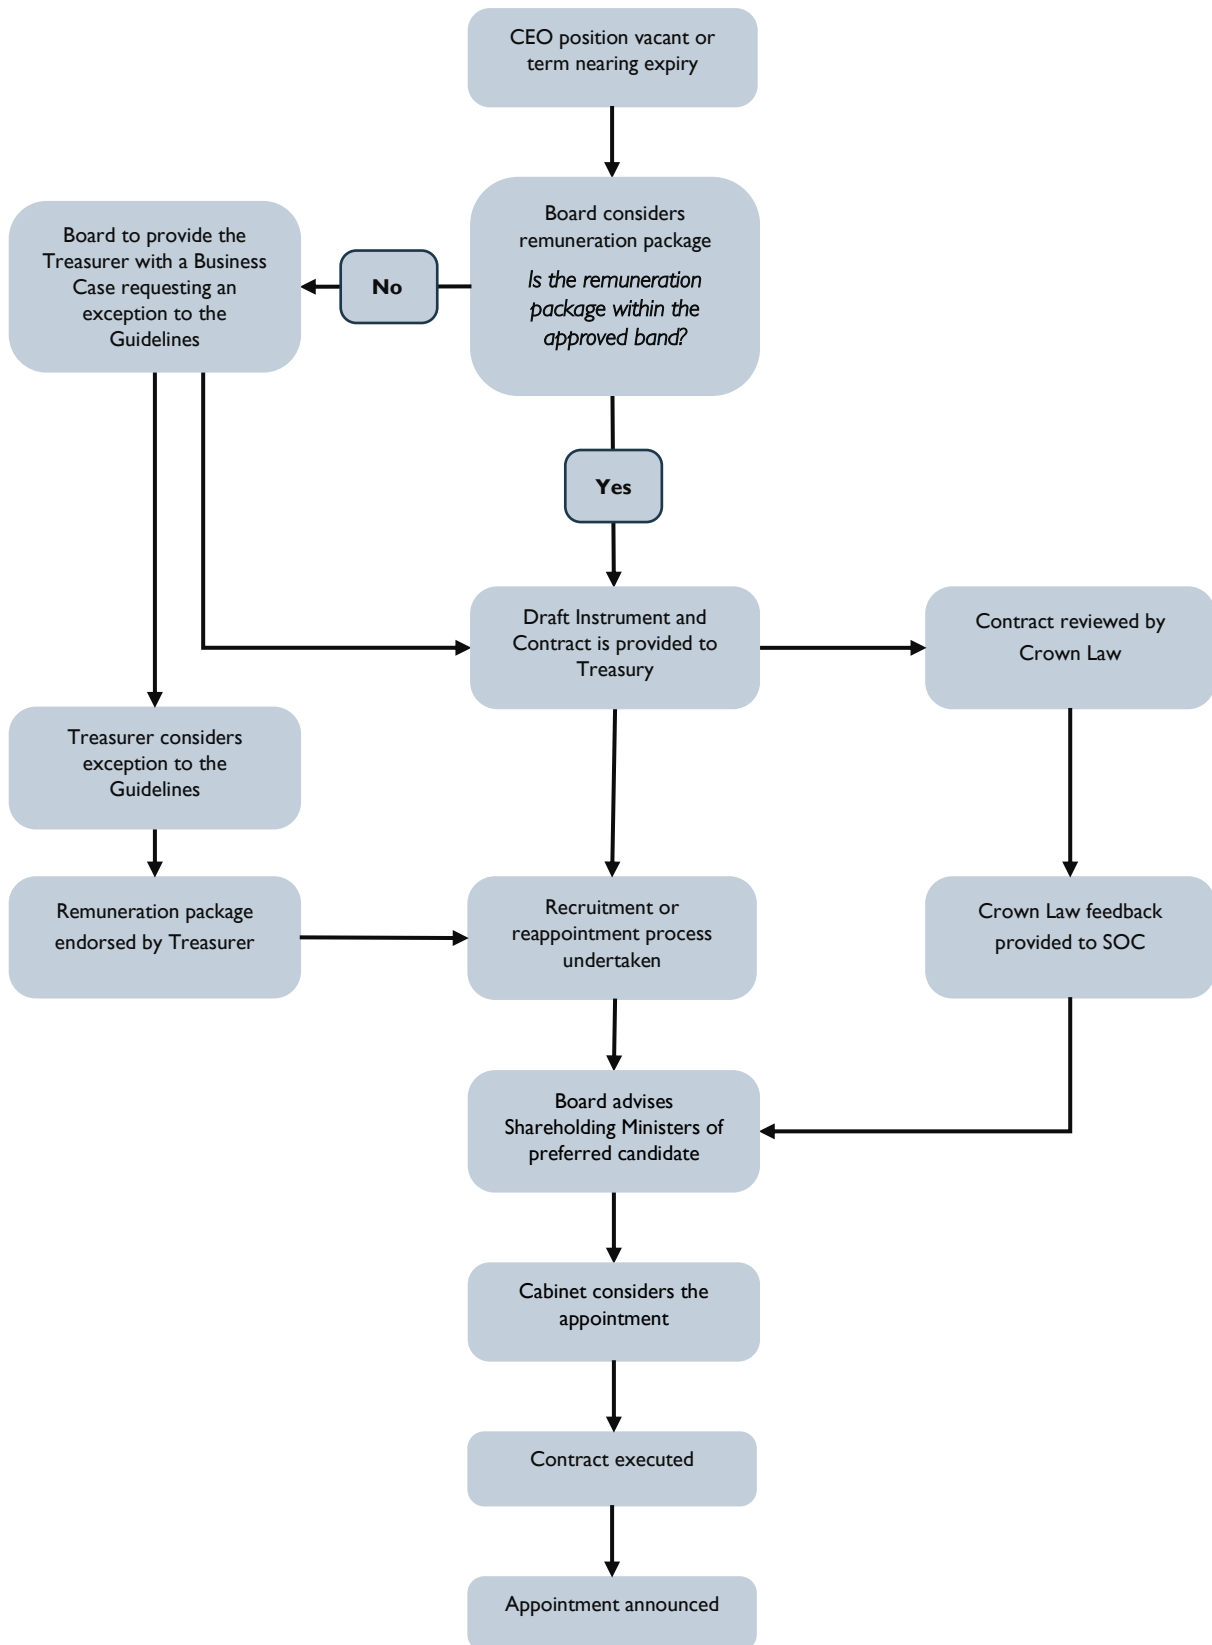 CEO position vacant or
term nearing expiry
Board considers
remuneration package
Is the remuneration
package within the
approved band?
No
Board to provide the
Treasurer with a Business
Case requesting an
exception to the
Guidelines
Yes
Draft Instrument and
Contract is provided to
Treasury
Contract reviewed by
Crown Law
Treasurer considers
exception to the
Guidelines
Remuneration package
endorsed by Treasurer
Recruitment or
reappointment process
undertaken
Crown Law feedback
provided to SOC
Board advises
Shareholding Ministers of
preferred candidate
Cabinet considers the
appointment
Contract executed
Appointment announced